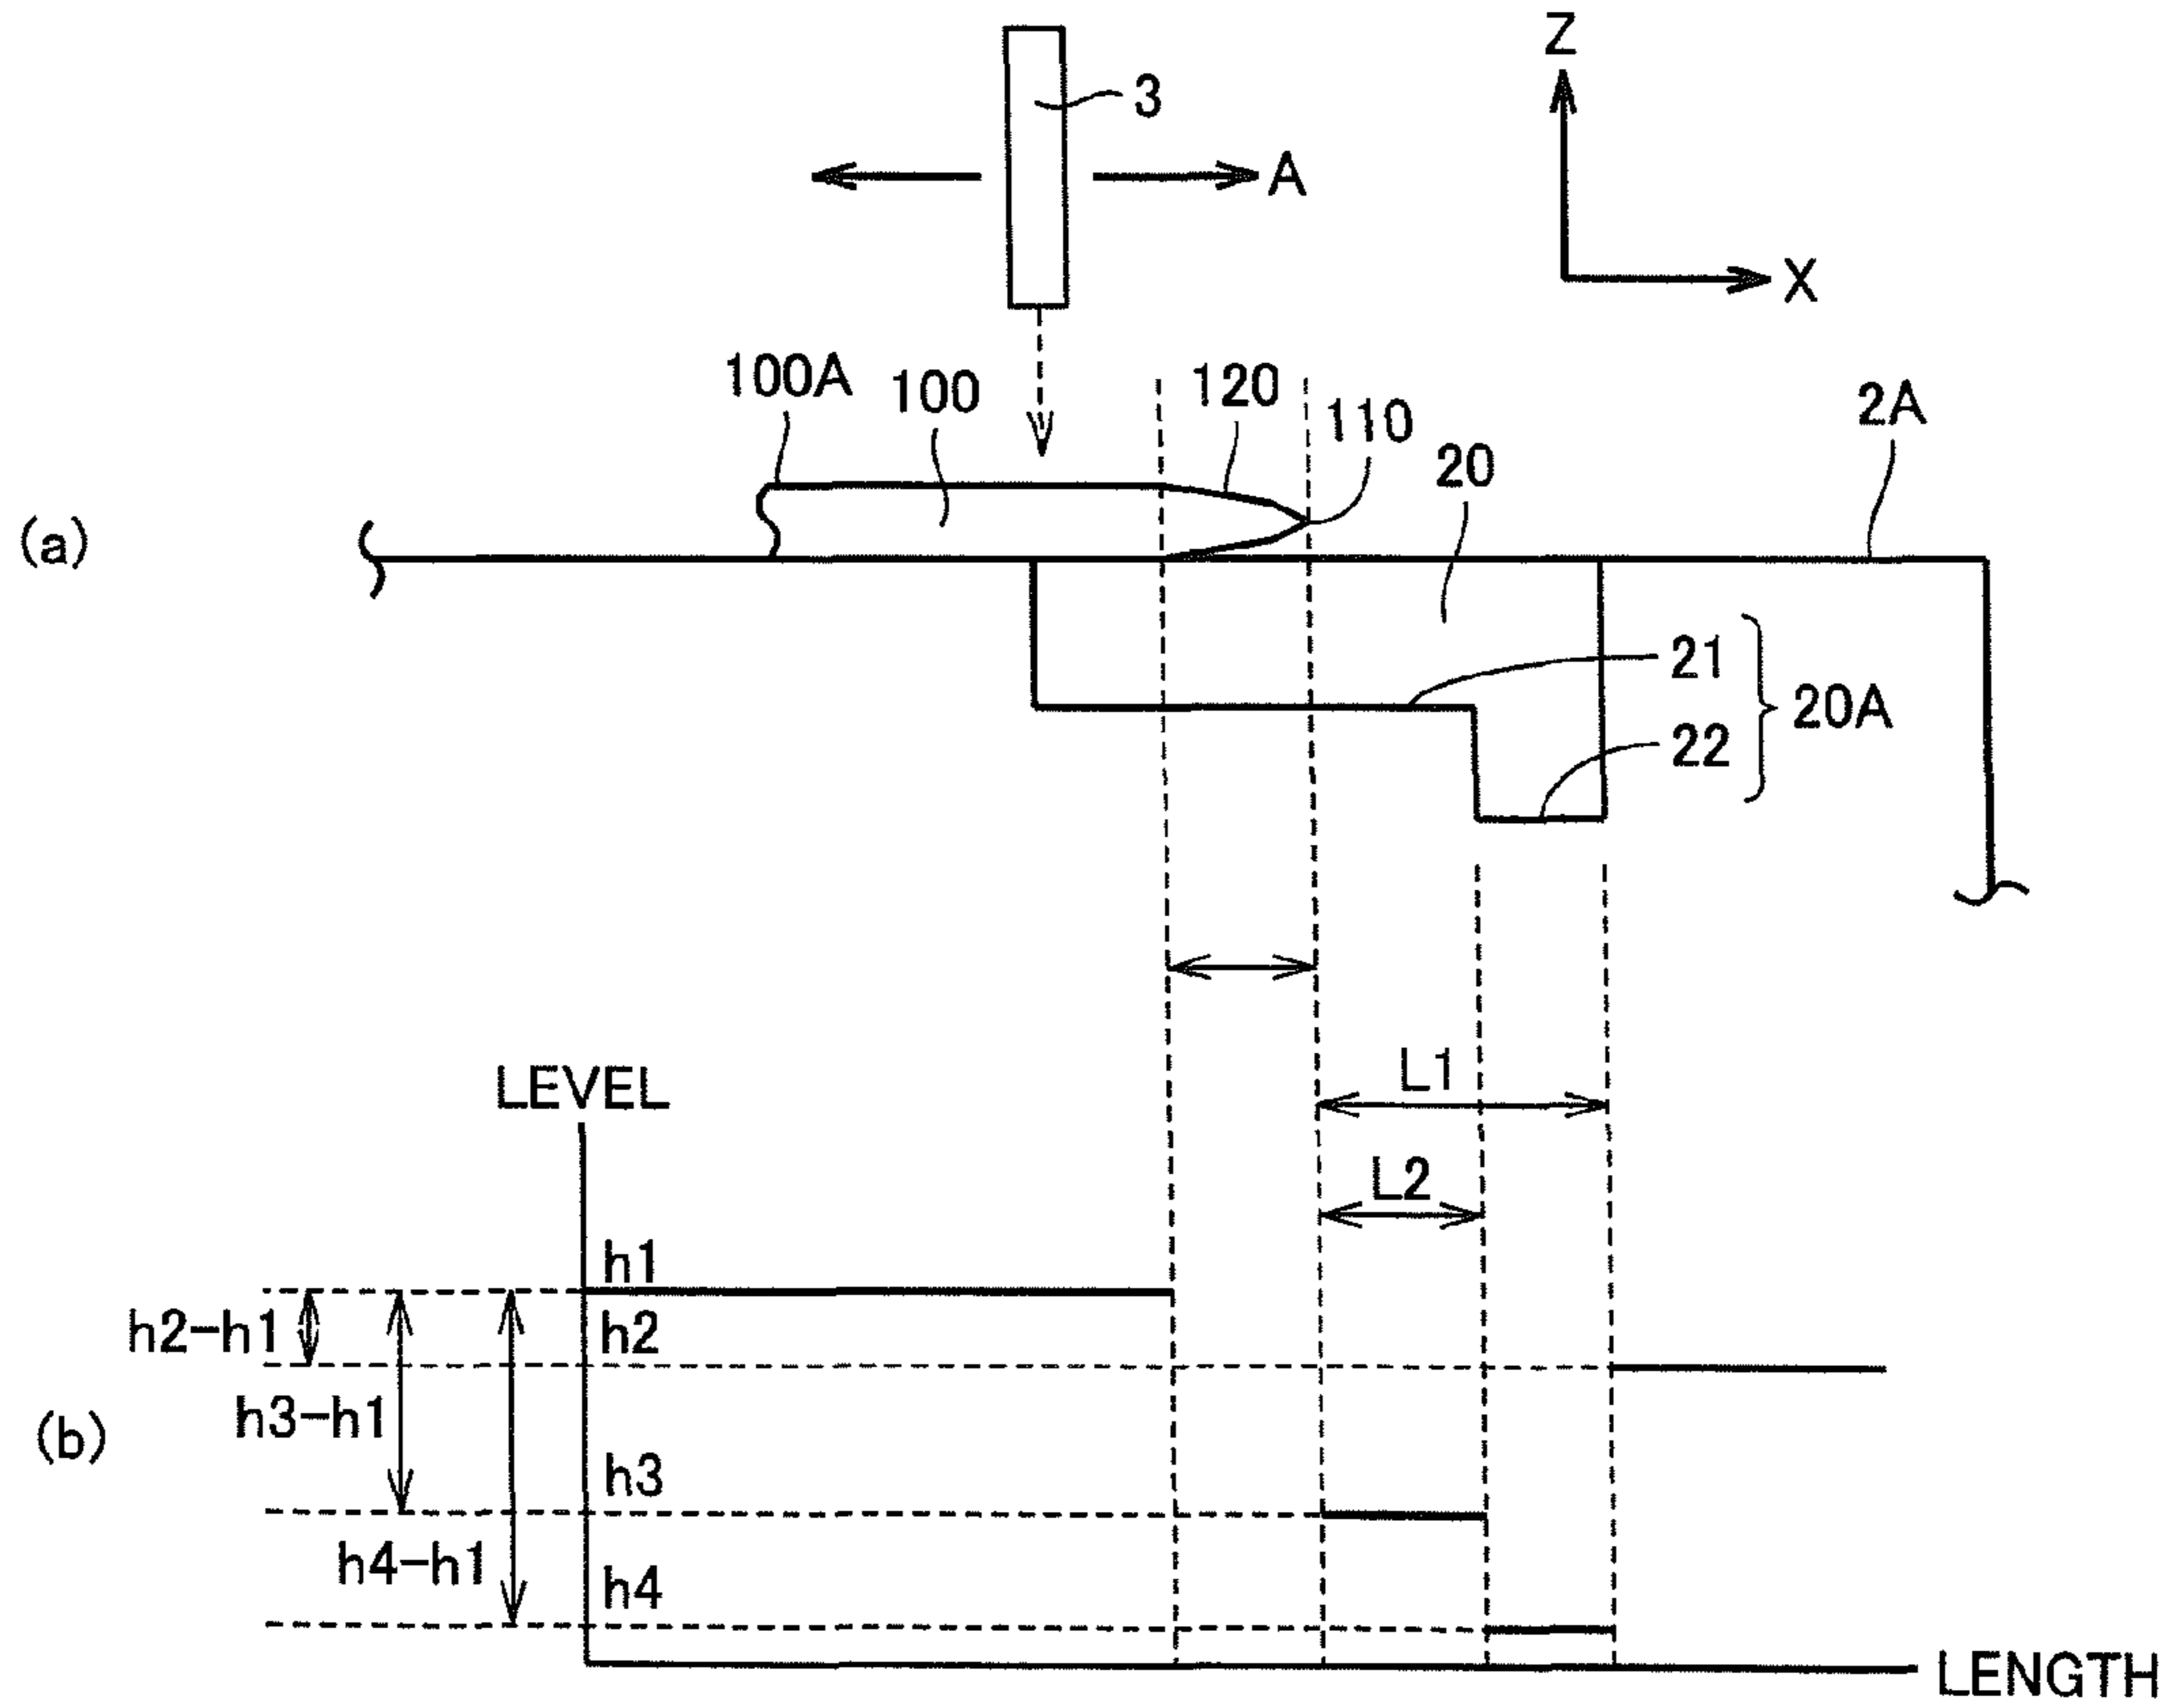 Z
3
A
X
100A
100
120
110
2A
20
(a)
21
20A
22
L1
LEVEL
L2
h1
h2-h1
h2
h3-h1
(b)
h3
h4-h1
h4
LENGTH